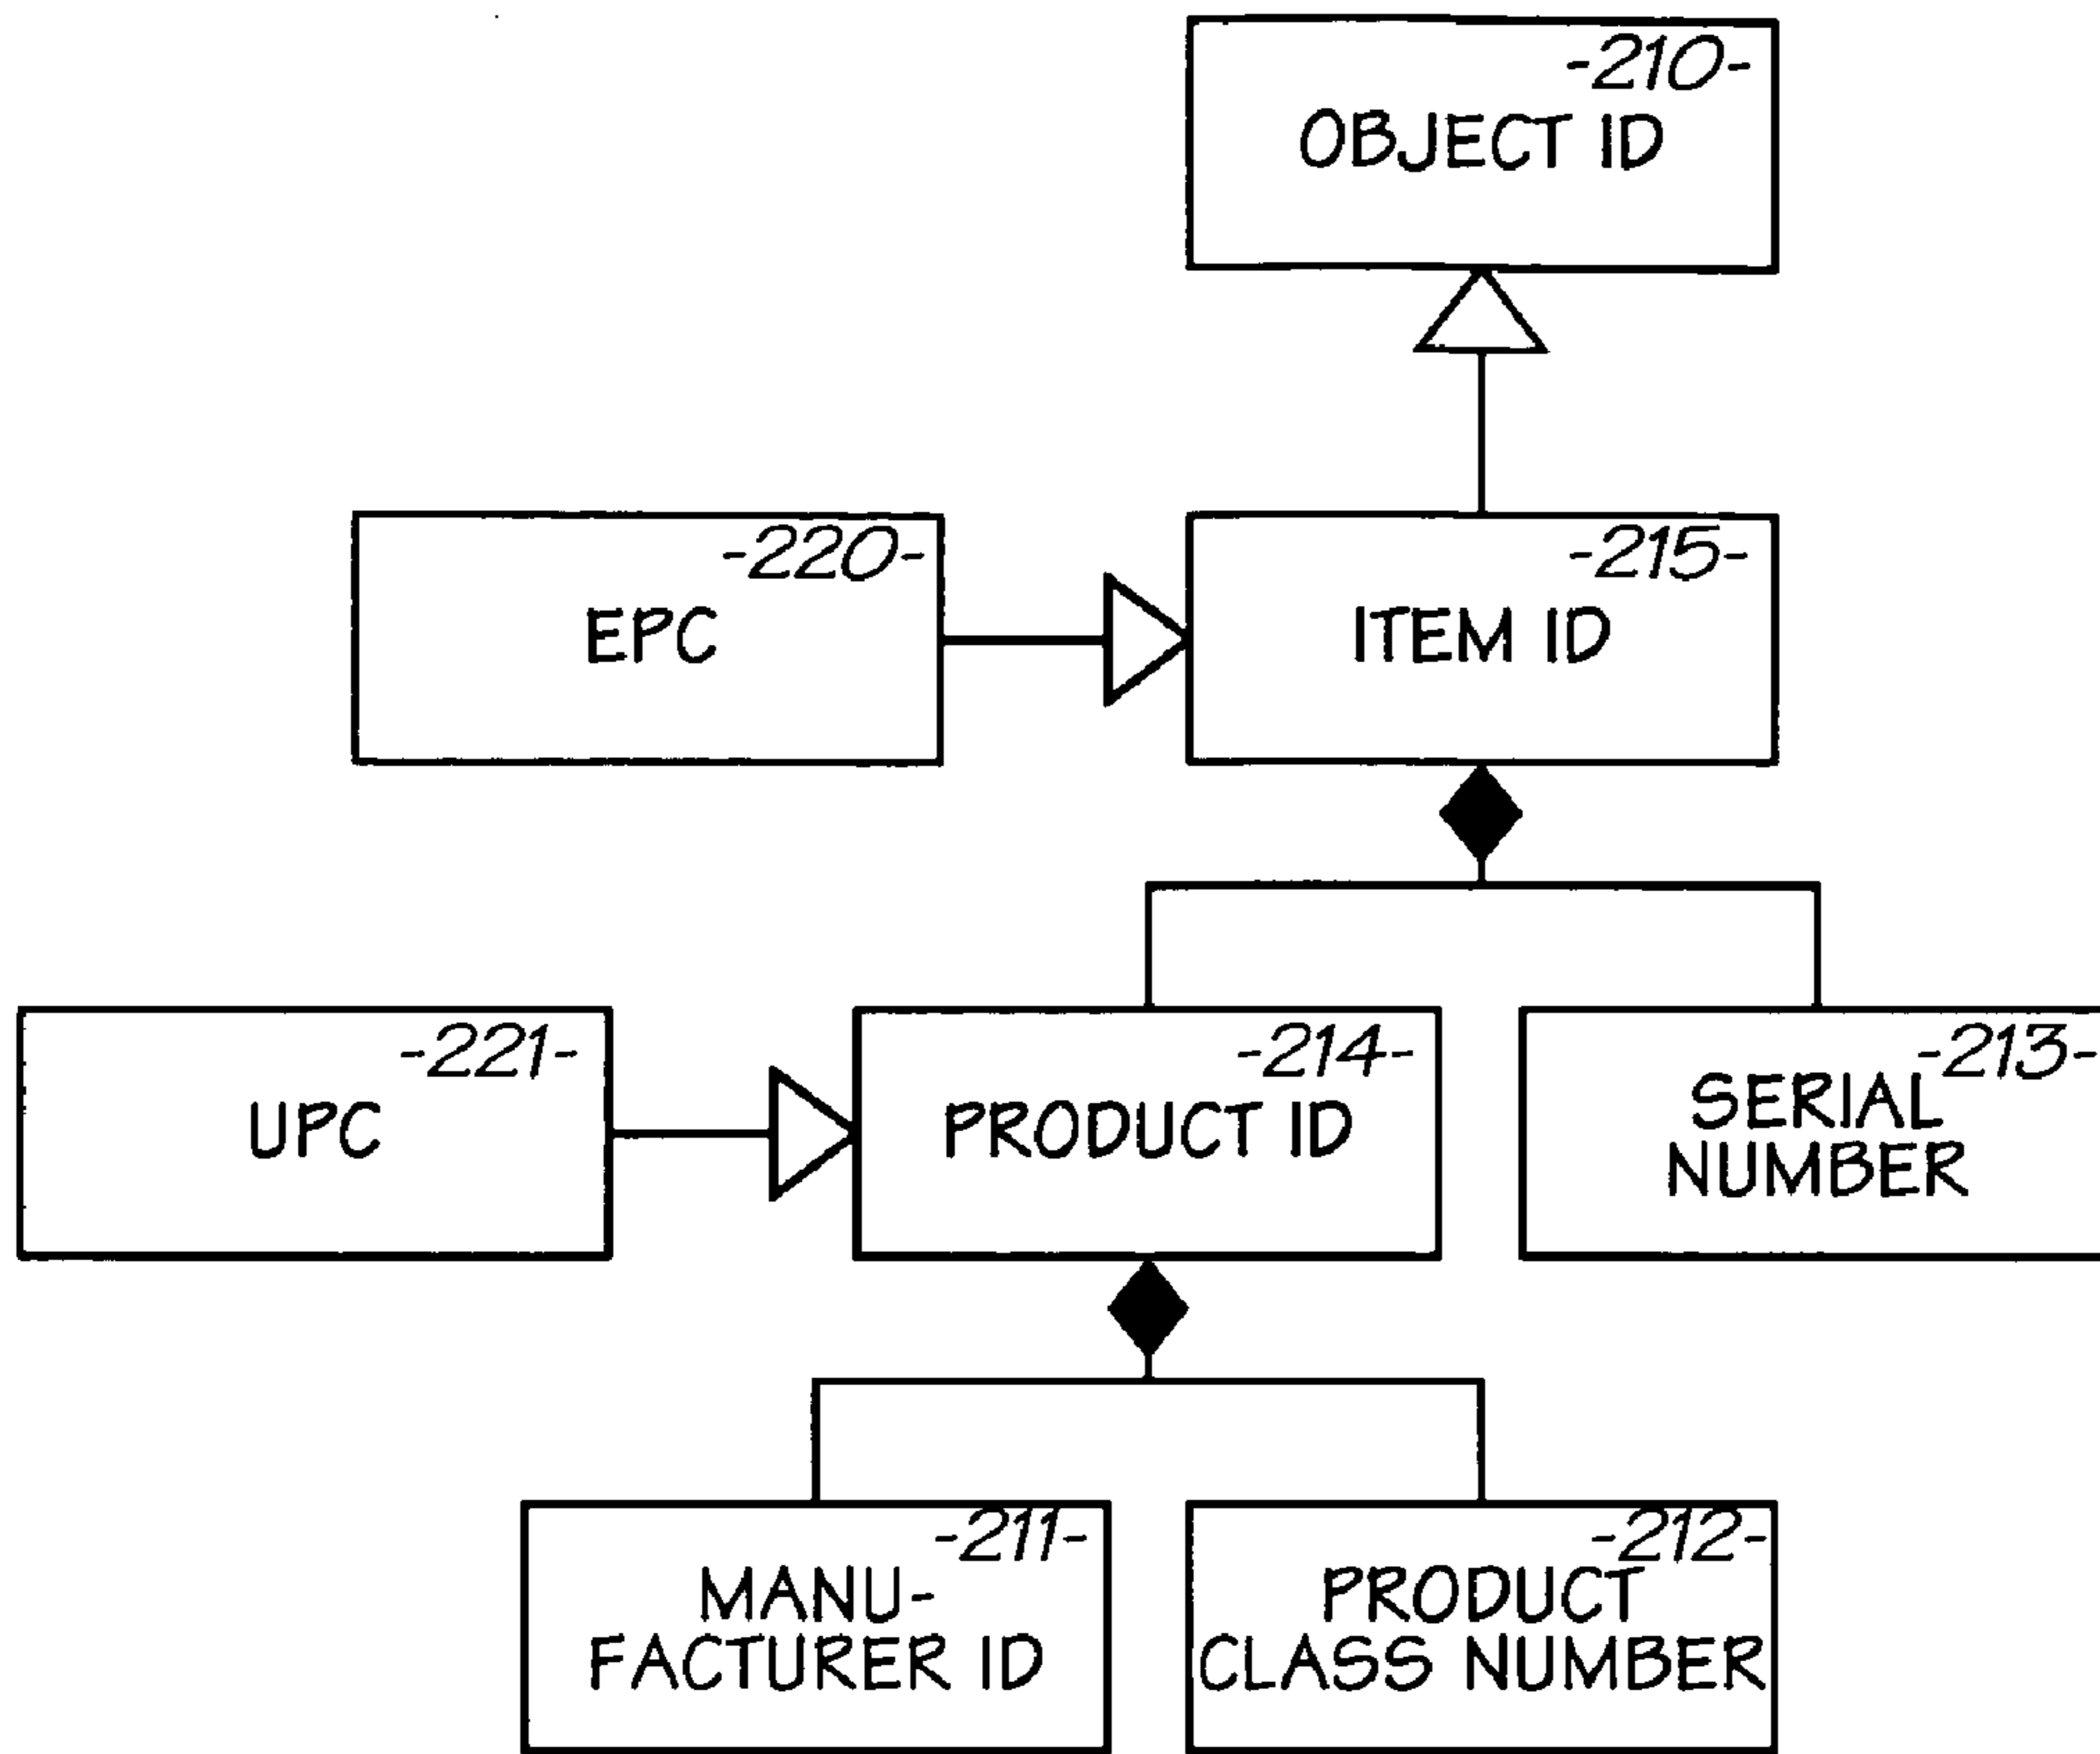 -210-
OBJECT ID
-220-
EPC
-215-
ITEM ID
-221-
UPC
-214-
PRODUCT ID
-213-
SERIAL
NUMBER
-211-
MANU-
FACTURER ID
-212-
PRODUCT
CLASS NUMBER